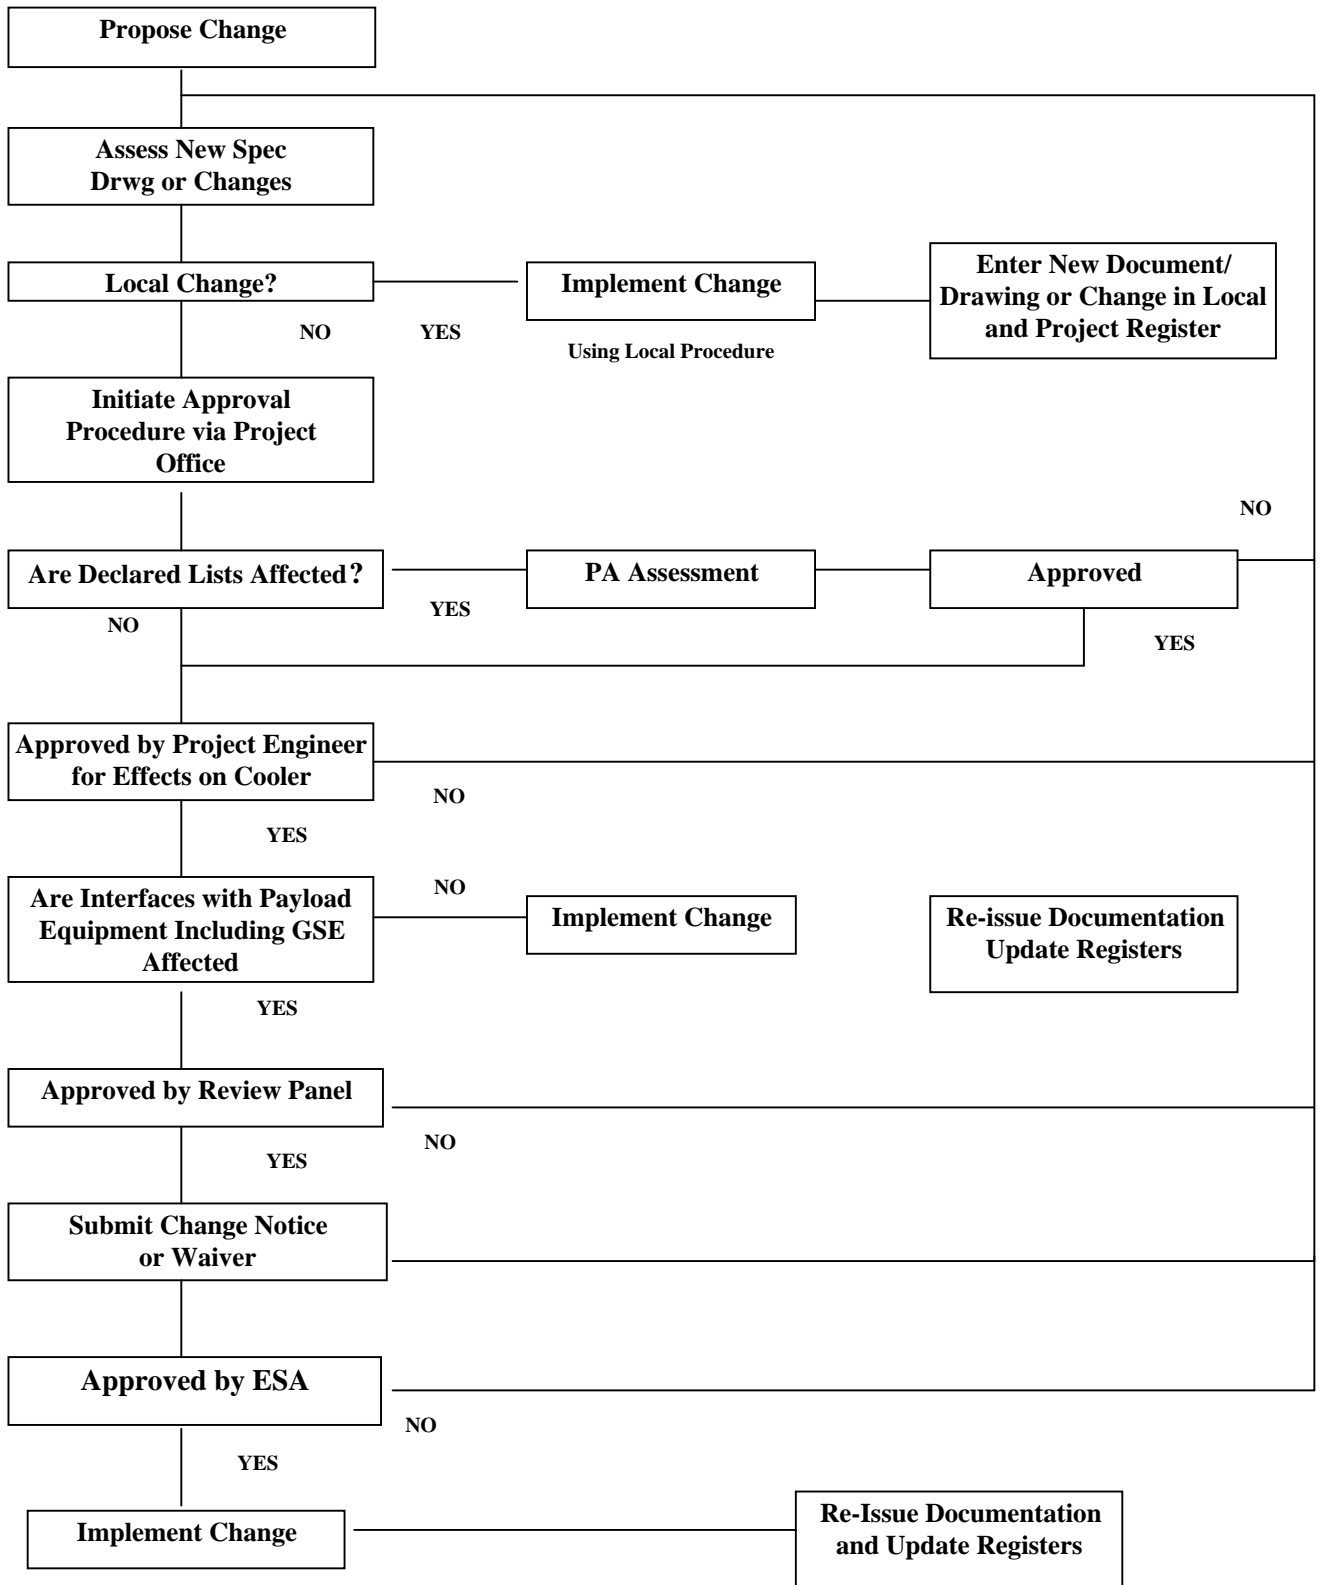 Propose Change
Assess New Spec
Drwg or Changes
Local Change?
Implement Change
Enter New Document/
Drawing or Change in Local
and Project Register
NO
YES
Using Local Procedure
Initiate Approval
Procedure via Project
Office
NO
Are Declared Lists Affected?
PA Assessment
Approved
YES
NO
YES
Approved by Project Engineer
for Effects on Cooler
NO
YES
Are Interfaces with Payload
Equipment Including GSE
Affected
NO
Implement Change
Re-issue Documentation
Update Registers
YES
Approved by Review Panel
NO
YES
Submit Change Notice
or Waiver
Approved by ESA
NO
YES
Implement Change
Re-Issue Documentation
and Update Registers